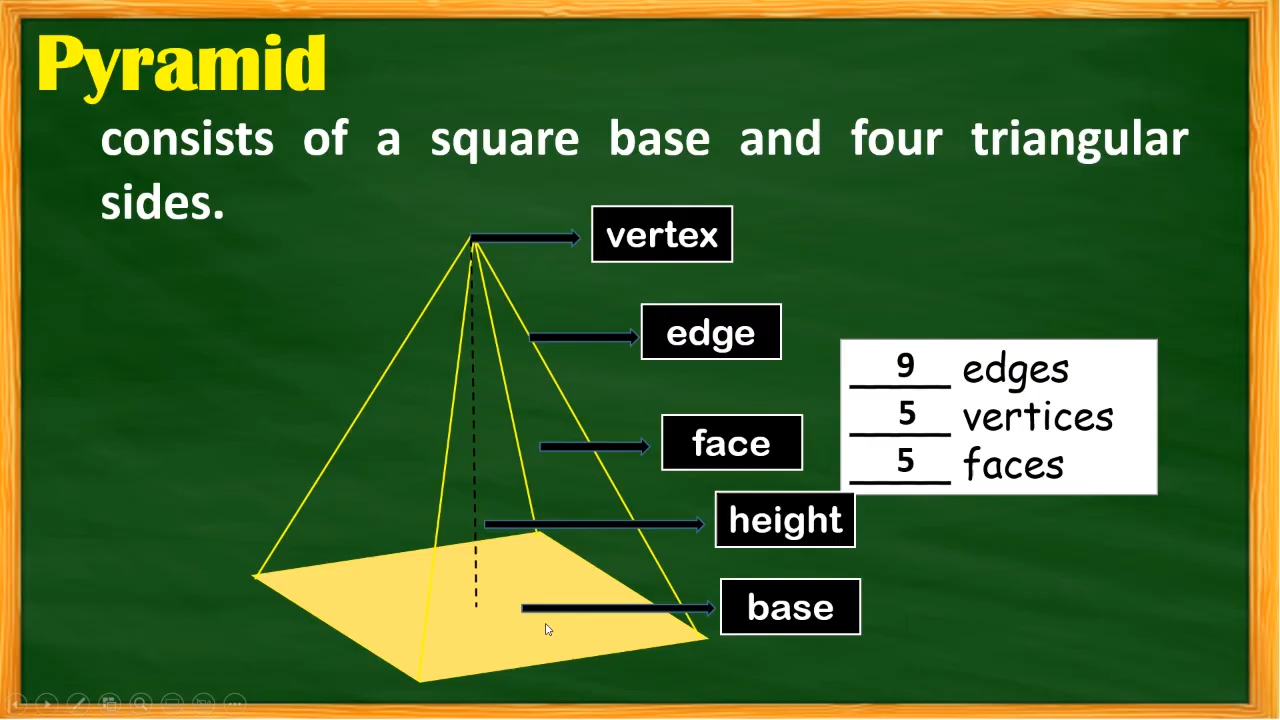 Pyramid
consists of a square base and four triangular
sides.
vertex
edge
face
height
base
9 edges
5 vertices
5 faces